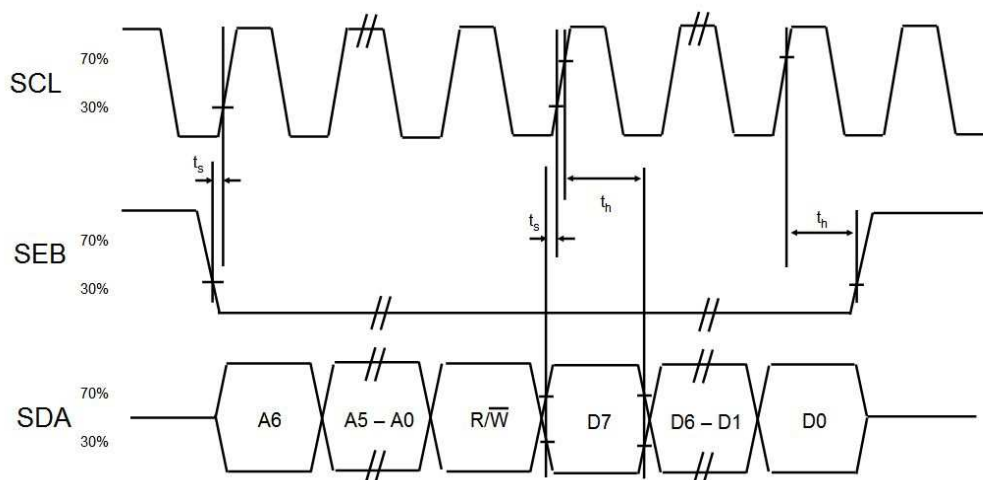 SCL
70%
30%
t_s
t_h
SEB
70%
30%
t_s
t_h
SDA
70%
30%
A6
A5 – A0
R/W̅
D7
D6 – D1
D0